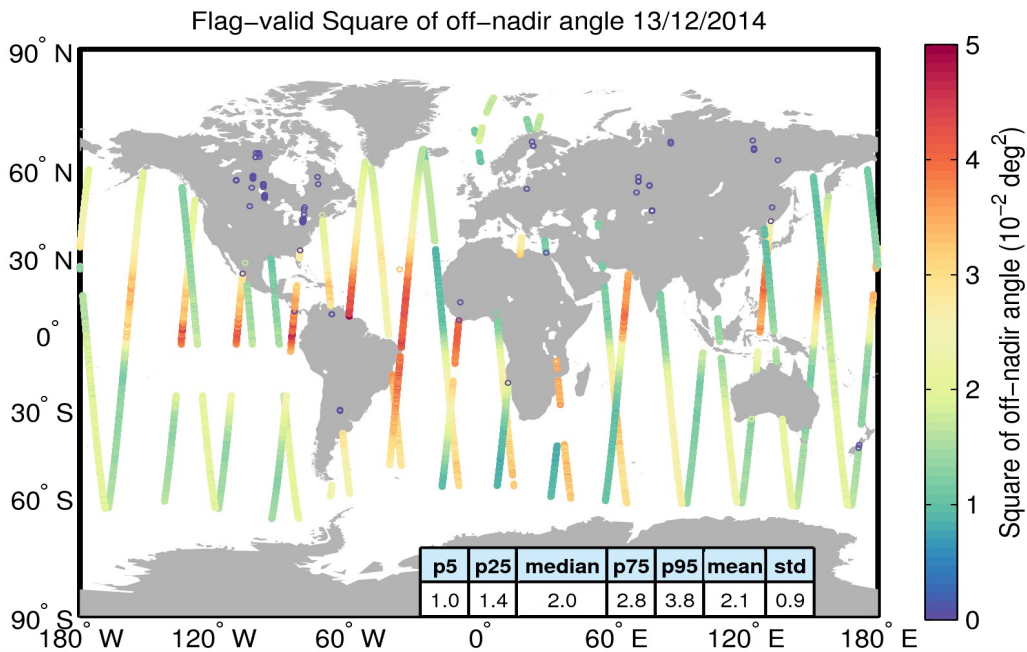 Flag−valid Square of off−nadir angle 13/12/2014
90° N
60° N
30° N
0°
30° S
60° S
90° S
180° W
120° W
60° W
0°
60° E
120° E
180° E
p5 p25 median p75 p95 mean std
1.0 1.4 2.0 2.8 3.8 2.1 0.9
5
4
3
2
1
0
Square of off−nadir angle (10⁻² deg²)